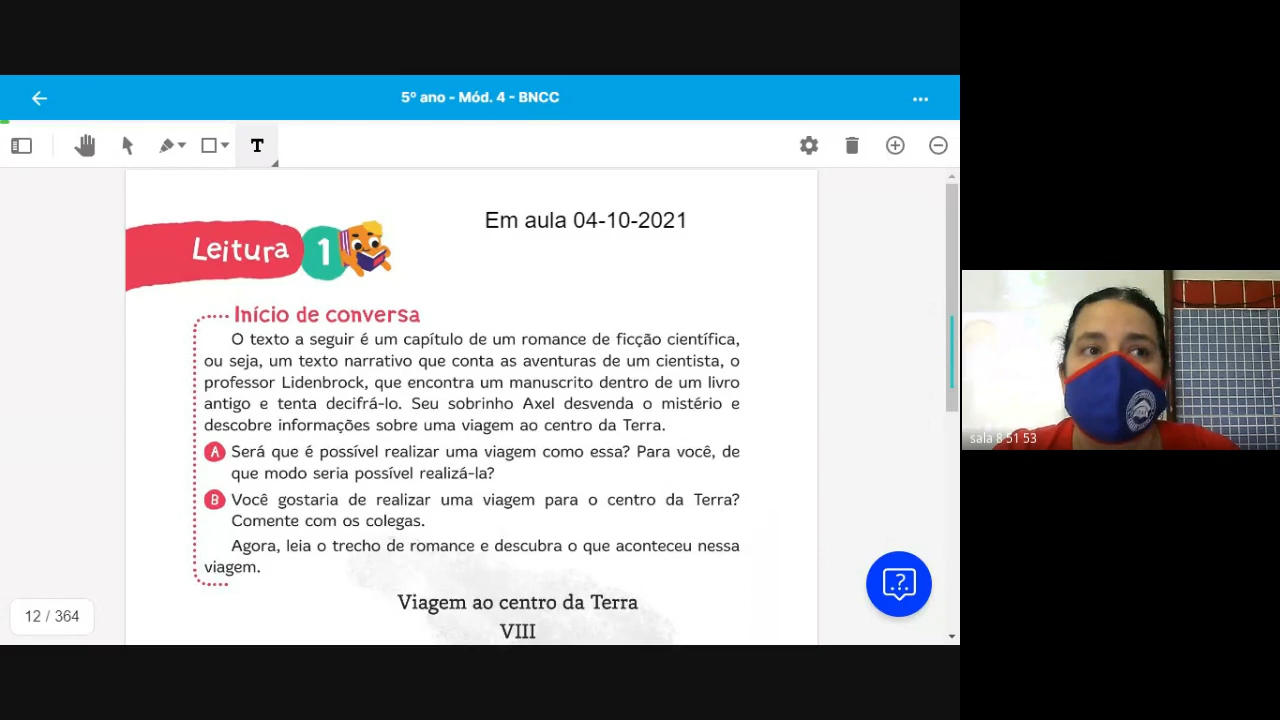 5º ano - Mód. 4 - BNCC
T
Em aula 04-10-2021
Leitura 1
Início de conversa
O texto a seguir é um capítulo de um romance de ficção científica,
ou seja, um texto narrativo que conta as aventuras de um cientista, o
professor Lidenbrock, que encontra um manuscrito dentro de um livro
antigo e tenta decifrá-lo. Seu sobrinho Axel desvenda o mistério e
descobre informações sobre uma viagem ao centro da Terra.
A Será que é possível realizar uma viagem como essa? Para você, de
que modo seria possível realizá-la?
B Você gostaria de realizar uma viagem para o centro da Terra?
Comente com os colegas.
Agora, leia o trecho de romance e descubra o que aconteceu nessa
viagem.
Viagem ao centro da Terra
VIII
12 / 364
sala 8 51 53